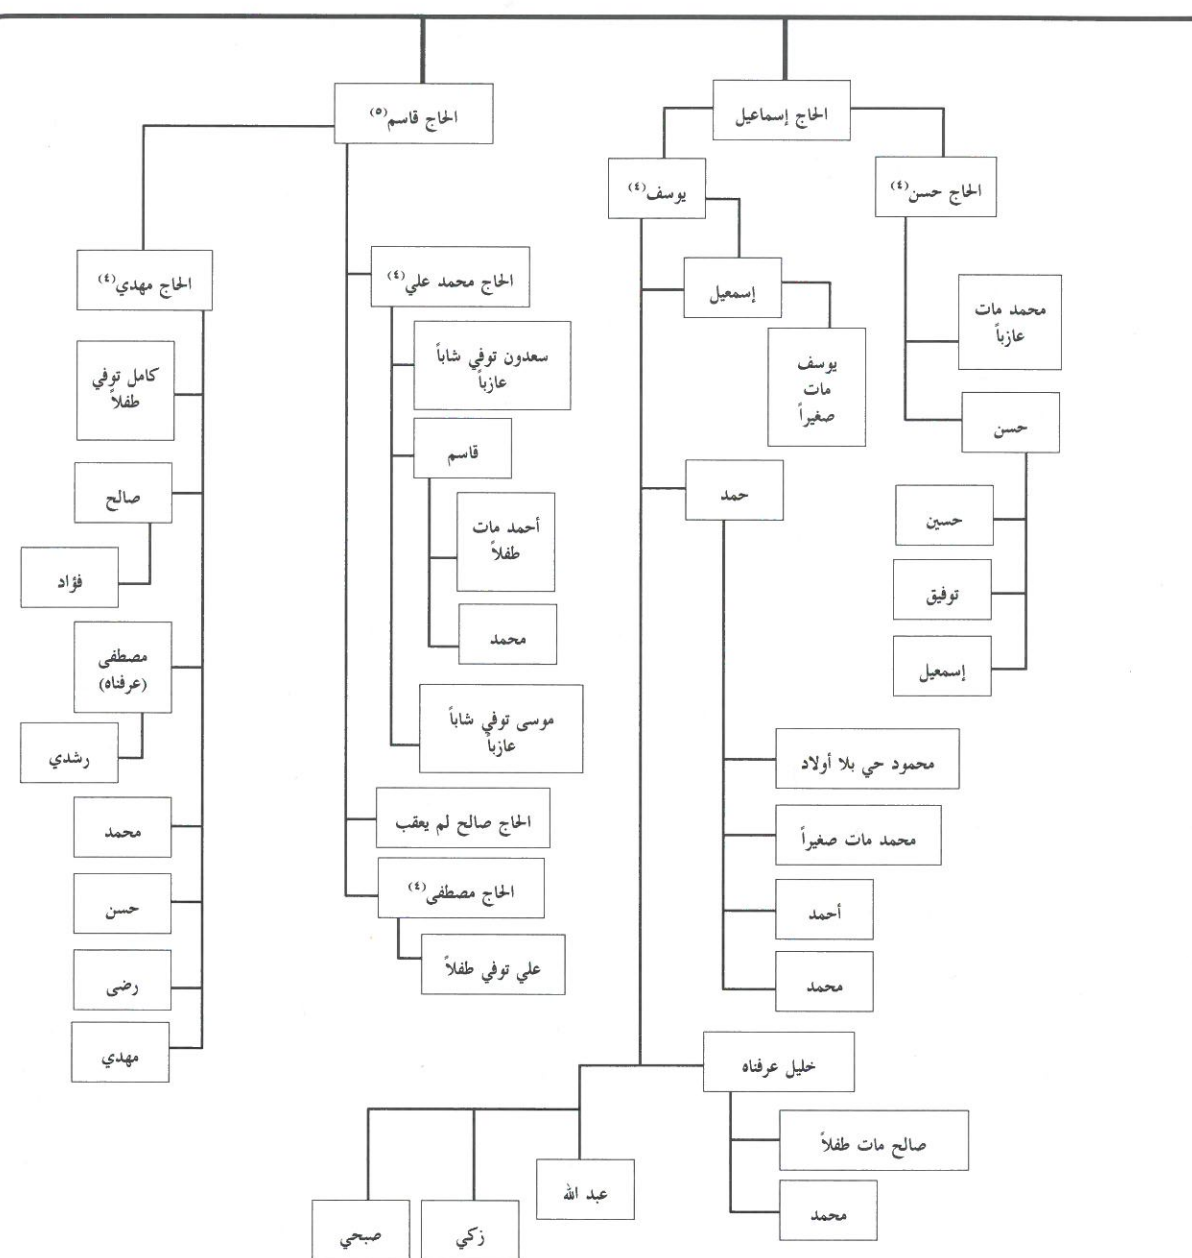 الحاج إسماعيل
الحاج حسن(٤)
محمد مات
عازباً
حسن
حسين
توفيق
إسمعيل
يوسف(٤)
إسمعيل
يوسف
مات
صغيراً
حمد
محمود حي بلا أولاد
محمد مات صغيراً
أحمد
محمد
خليل عرفناه
صالح مات طفلاً
محمد
عبد الله
زكي
صبحي
الحاج قاسم(٥)
الحاج محمد علي(٤)
سعدون توفي شاباً
عازباً
قاسم
أحمد مات
طفلاً
محمد
موسى توفي شاباً
عازباً
الحاج صالح لم يعقب
الحاج مصطفى(٤)
علي توفي طفلاً
الحاج مهدي(٤)
كامل توفي
طفلاً
صالح
فؤاد
مصطفى
(عرفناه)
رشدي
محمد
حسن
رضى
مهدي